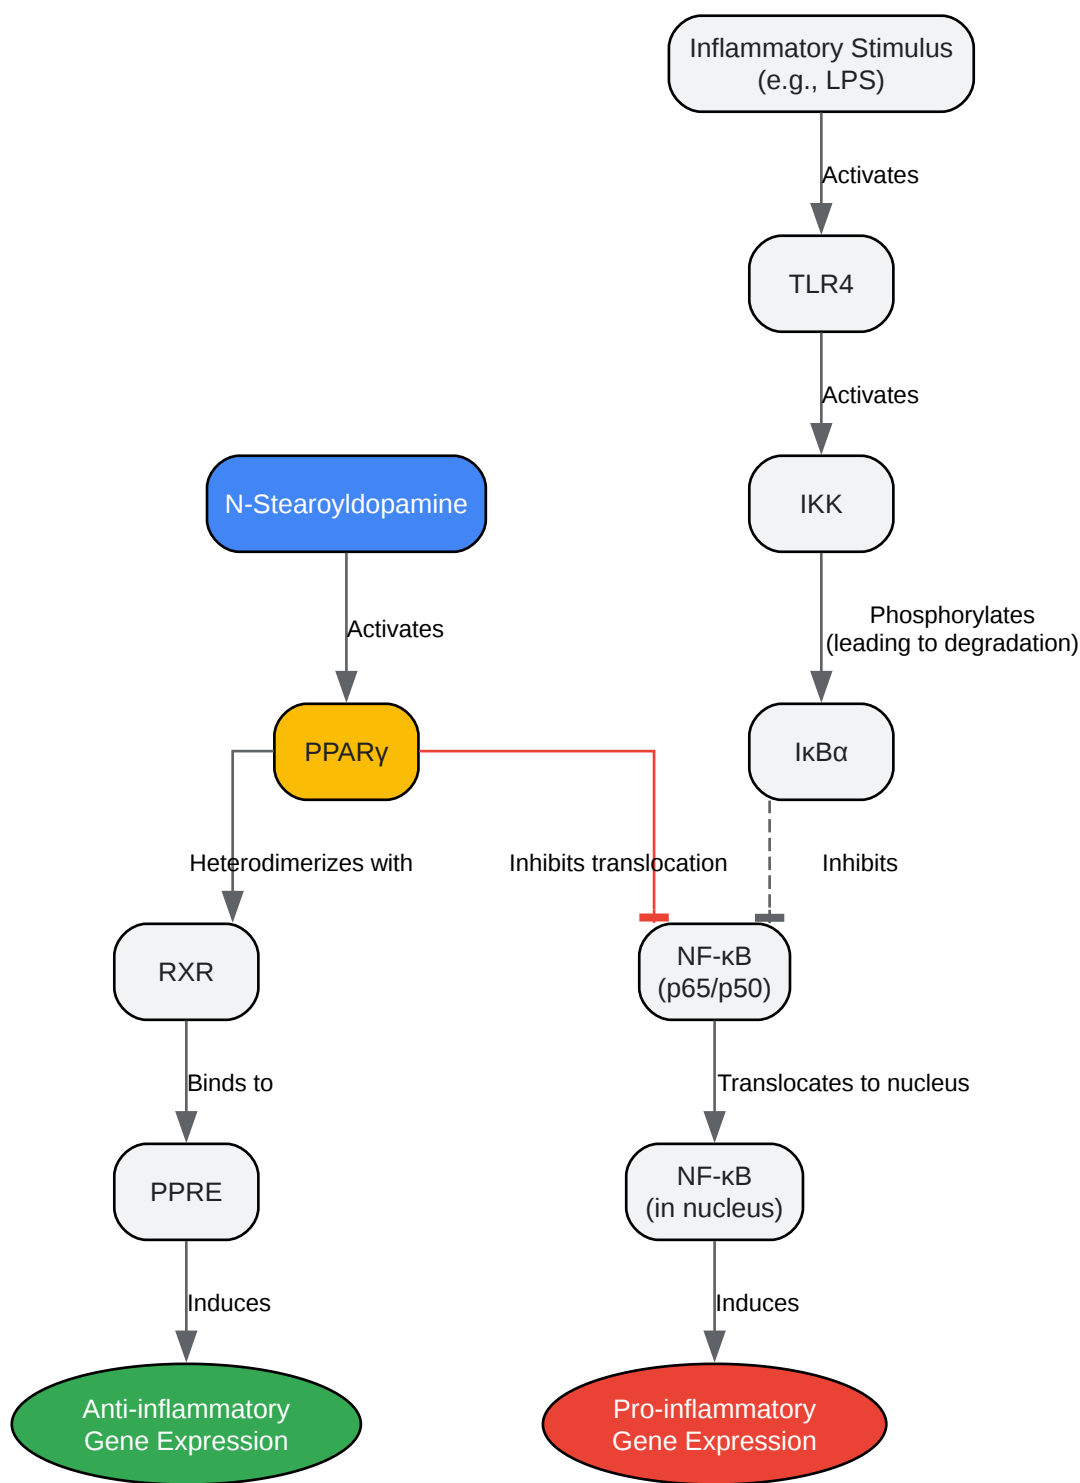 Inflammatory Stimulus
(e.g., LPS)
Activates
TLR4
Activates
N-Stearoyldopamine
IKK
Activates
Phosphorylates
(leading to degradation)
PPARγ
IκBα
Heterodimerizes with
Inhibits translocation
Inhibits
RXR
NF-κB
(p65/p50)
Binds to
Translocates to nucleus
PPRE
NF-κB
(in nucleus)
Induces
Induces
Anti-inflammatory
Gene Expression
Pro-inflammatory
Gene Expression